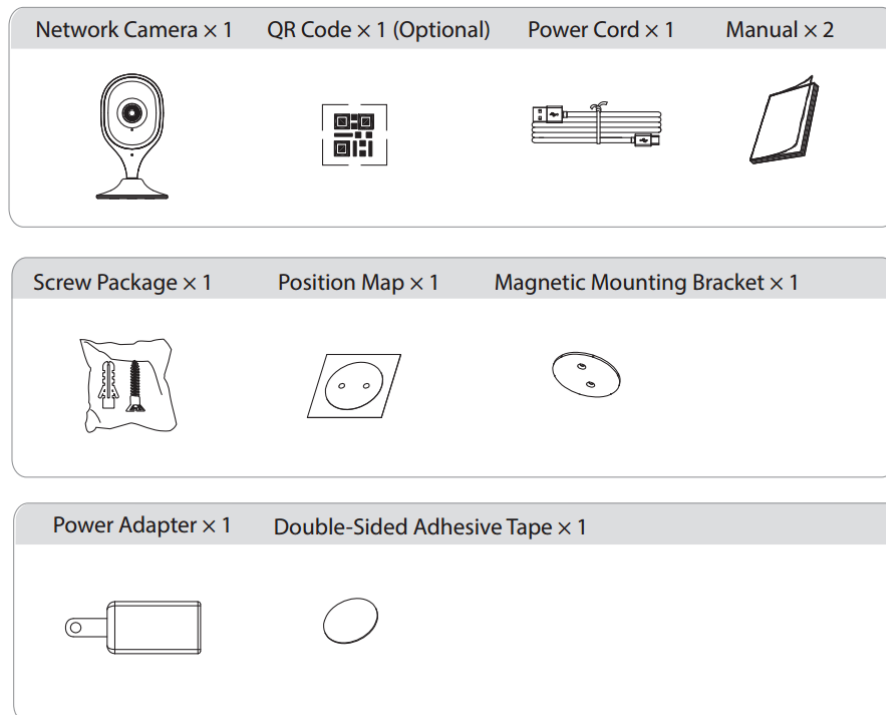 Network Camera × 1 QR Code × 1 (Optional) Power Cord × 1 Manual × 2
Screw Package × 1 Position Map × 1 Magnetic Mounting Bracket × 1
Power Adapter × 1 Double-Sided Adhesive Tape × 1